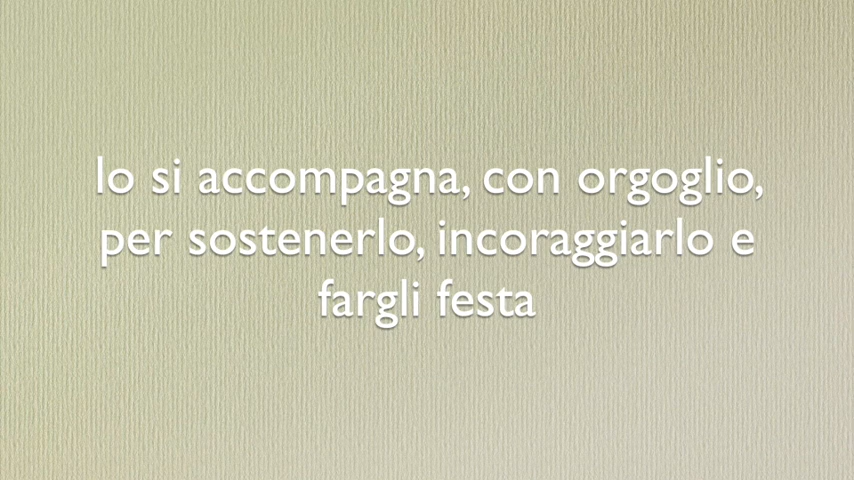 lo si accompagna, con orgoglio,
per sostenerlo, incoraggiarlo e
fargli festa